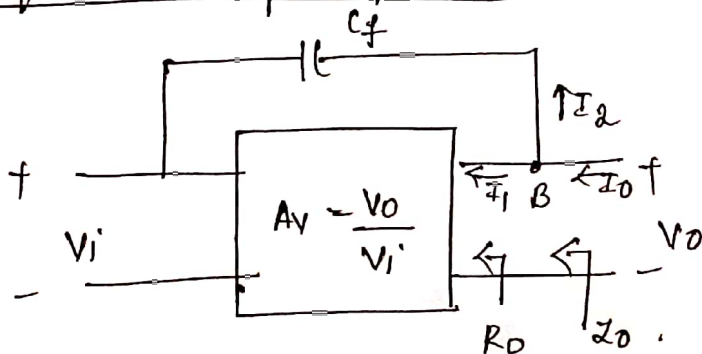 Cf
↑I2
+
←I1 B ←I0 +
Av = Vo/Vi
Vi
Vo
-
-
Ro
Zo.